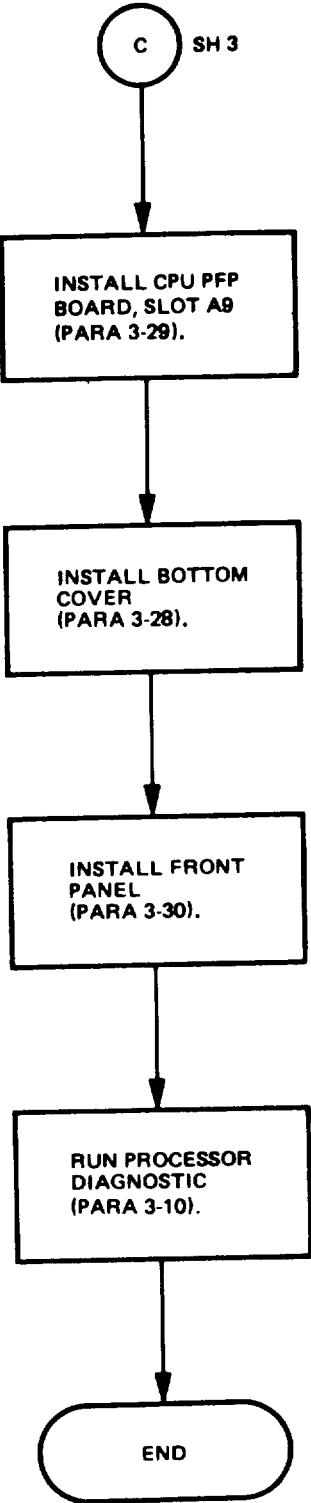 C SH 3
INSTALL CPU PFP
BOARD, SLOT A9
(PARA 3-29).
INSTALL BOTTOM
COVER
(PARA 3-28).
INSTALL FRONT
PANEL
(PARA 3-30).
RUN PROCESSOR
DIAGNOSTIC
(PARA 3-10).
END